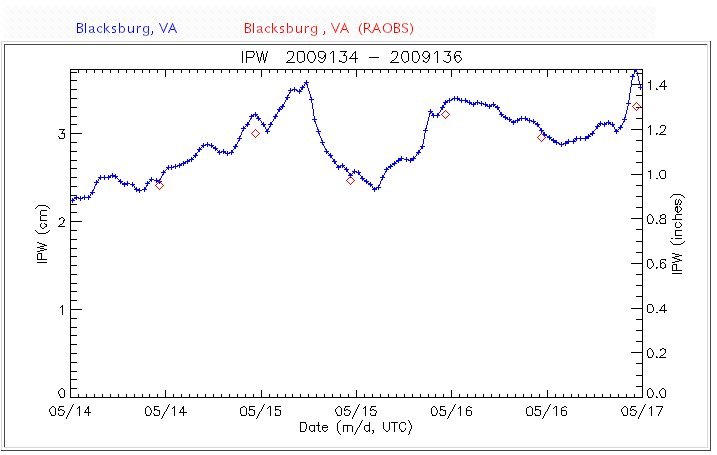 Blacksburg, VA Blacksburg , VA (RAOBS)
IPW 2009134 – 2009136
3
2
1
0
IPW (cm)
1.4
1.2
1.0
0.8
0.6
0.4
0.2
0.0
IPW (inches)
05/14 05/14 05/15 05/15 05/16 05/16 05/17
Date (m/d, UTC)